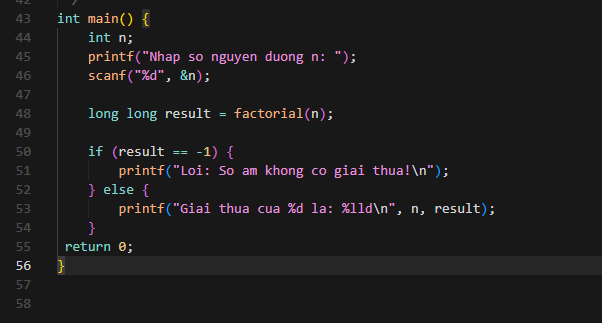 43 int main() {
44     int n;
45     printf("Nhap so nguyen duong n: ");
46     scanf("%d", &n);
47
48     long long result = factorial(n);
49
50     if (result == -1) {
51         printf("Loi: So am khong co giai thua!\n");
52     } else {
53         printf("Giai thua cua %d la: %lld\n", n, result);
54     }
55  return 0;
56 }
57
58